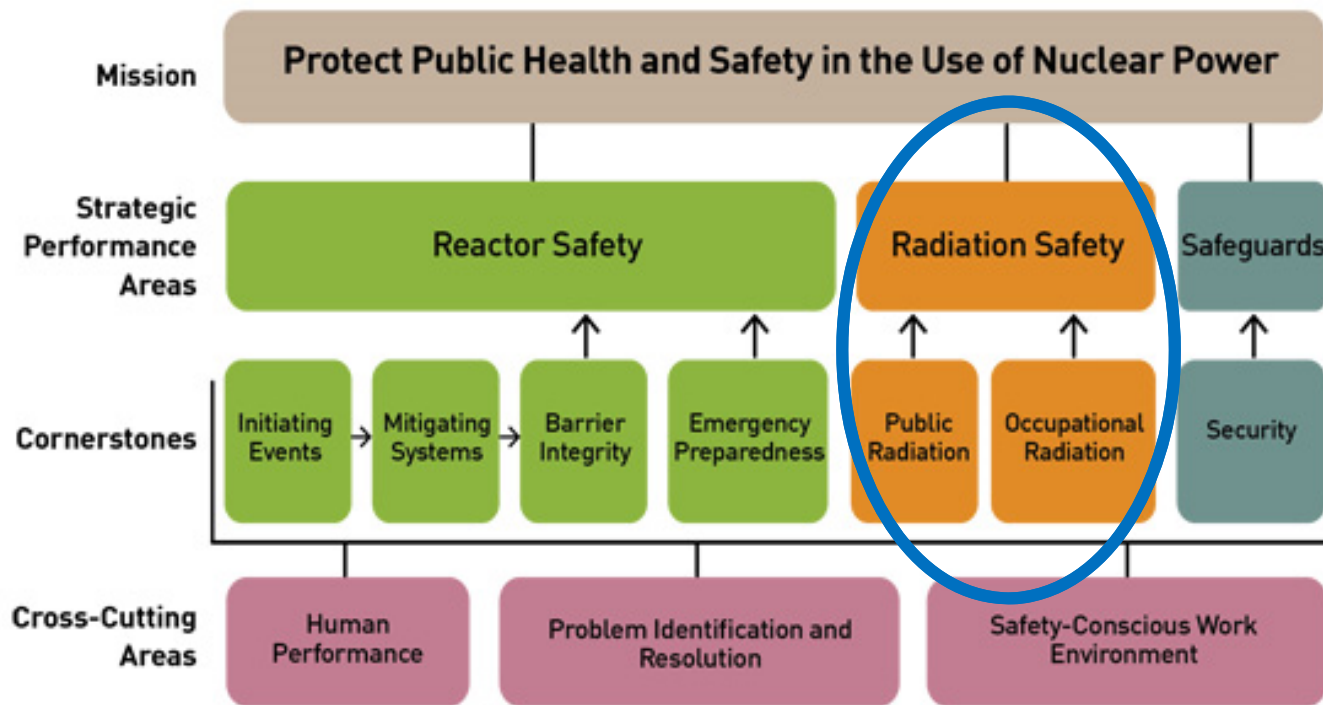 Mission
Protect Public Health and Safety in the Use of Nuclear Power
Strategic
Performance
Areas
Reactor Safety
Radiation Safety
Safeguards
Cornerstones
Initiating
Events
Mitigating
Systems
Barrier
Integrity
Emergency
Preparedness
Public
Radiation
Occupational
Radiation
Security
Cross-Cutting
Areas
Human
Performance
Problem Identification and
Resolution
Safety-Conscious Work
Environment